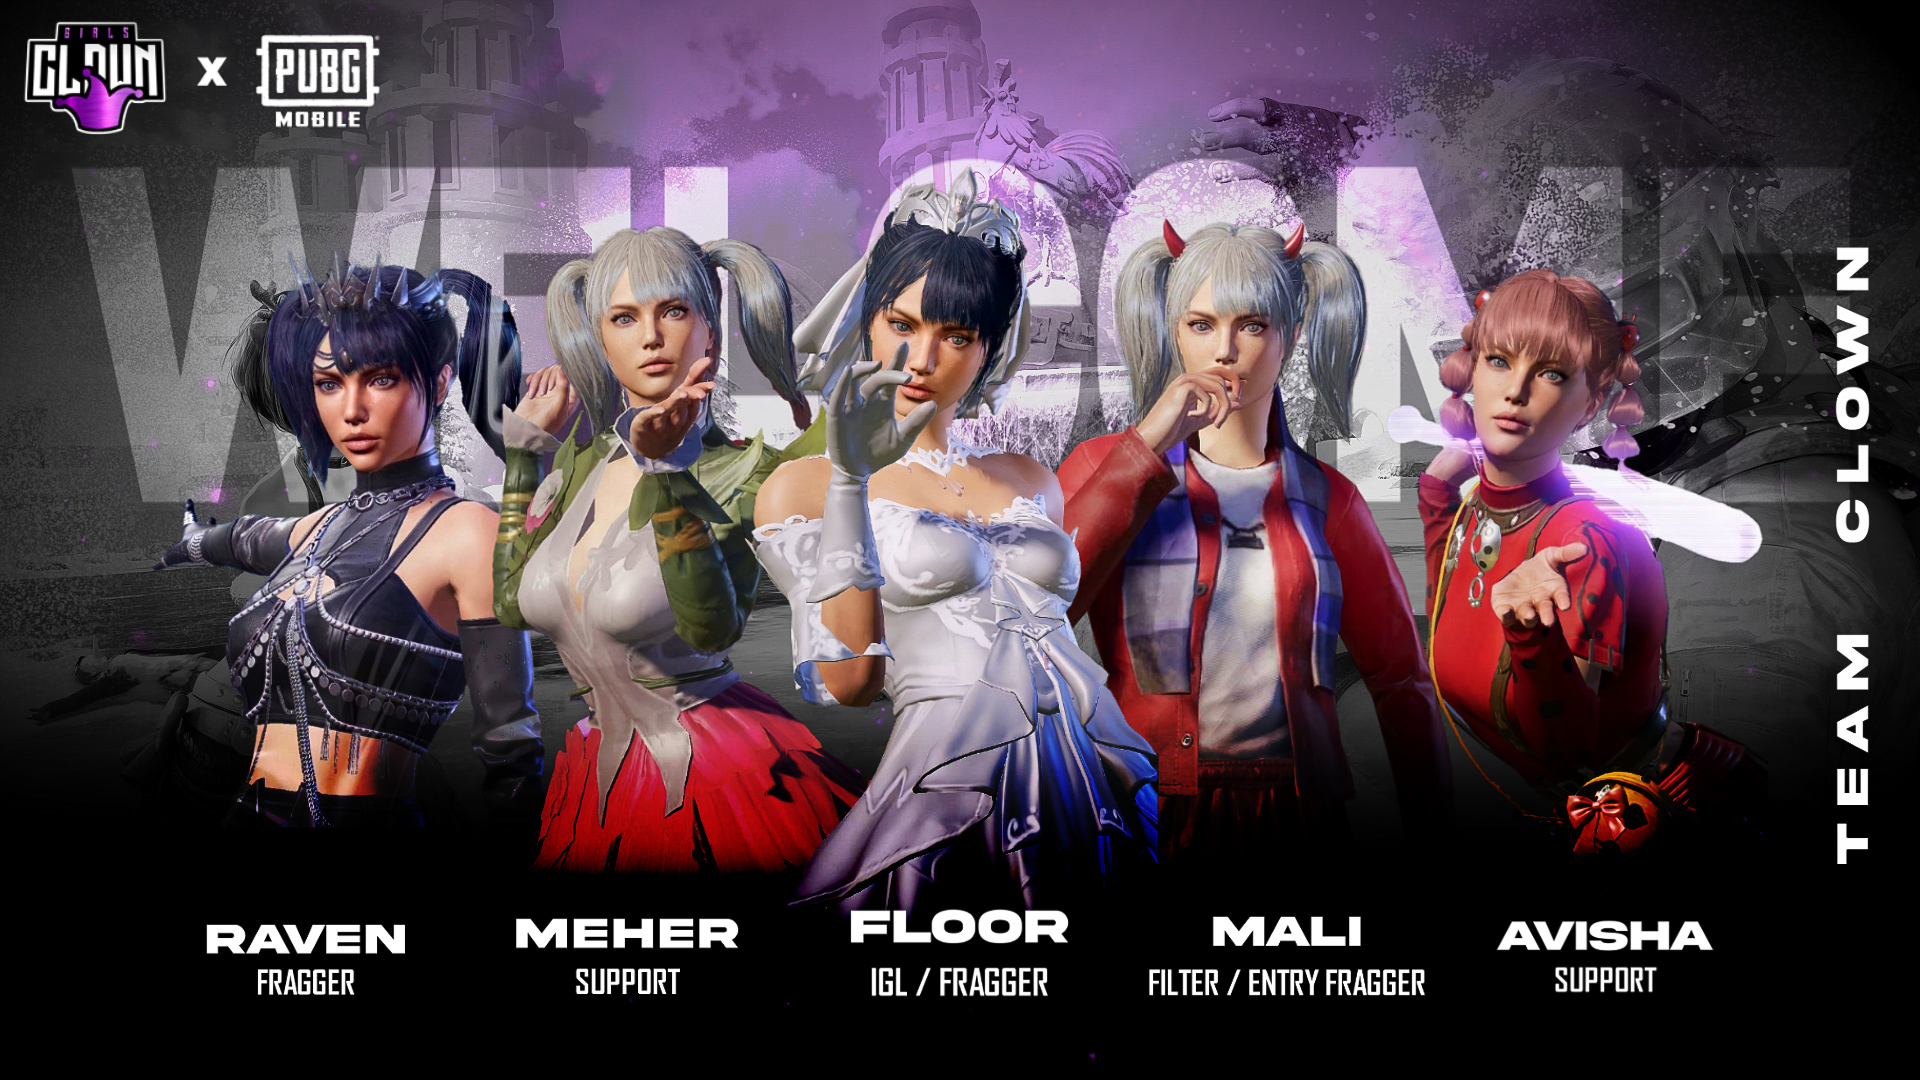 GIRLS
CLOWN
X
PUBG
MOBILE
WELCOME
TEAM CLOWN
RAVEN
FRAGGER
MEHER
SUPPORT
FLOOR
IGL / FRAGGER
MALI
FILTER / ENTRY FRAGGER
AVISHA
SUPPORT